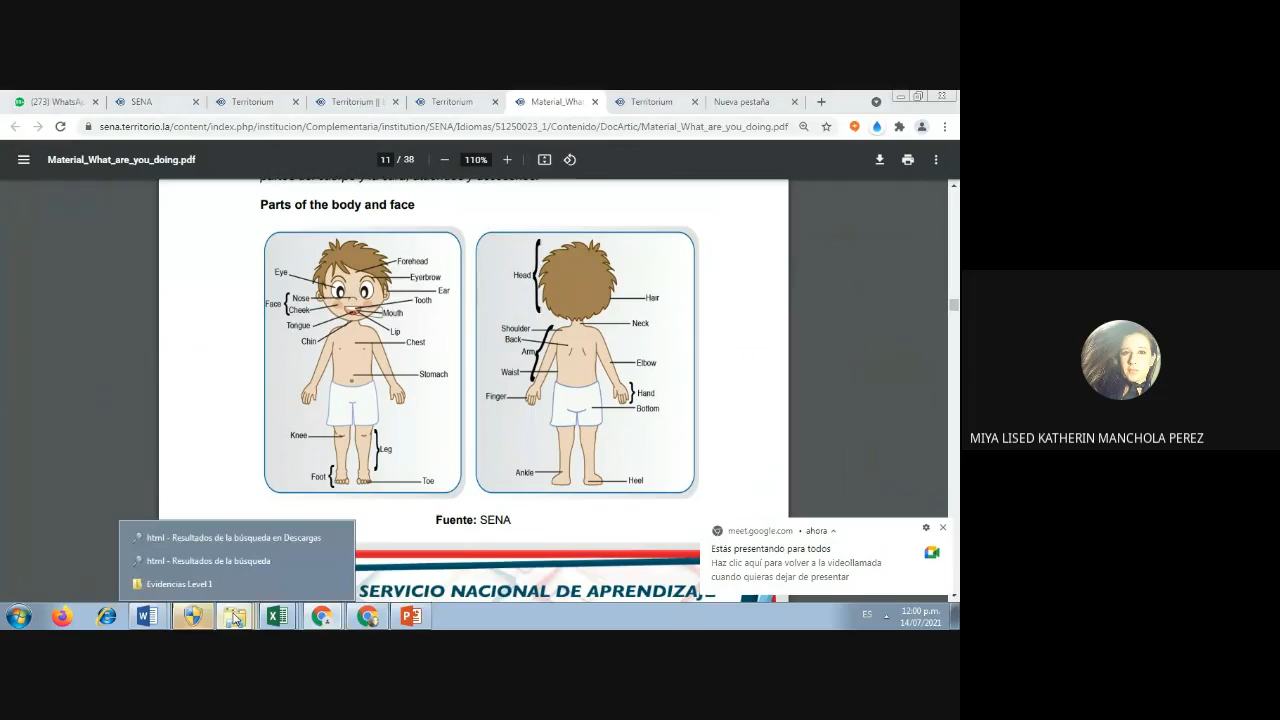 (273) WhatsA
SENA
Territorium
Territorium ||
Territorium
Material_Wha
Territorium
Nueva pestaña
sena.territorio.la/content/index.php/institucion/Complementaria/institution/SENA/Idiomas/51250023_1/Contenido/DocArtic/Material_What_are_you_doing.pdf
Material_What_are_you_doing.pdf
11 / 38
110%
Parts of the body and face
Eye
Forehead
Eyebrow
Ear
Face
Nose
Tooth
Cheek
Mouth
Tongue
Lip
Chin
Chest
Stomach
Knee
Leg
Foot
Toe
Head
Hair
Neck
Shoulder
Back
Arm
Elbow
Waist
Finger
Hand
Bottom
Ankle
Heel
Fuente: SENA
SERVICIO NACIONAL DE APRENDIZAJE
html - Resultados de la búsqueda en Descargas
html - Resultados de la búsqueda
Evidencias Level 1
meet.google.com • ahora
Estás presentando para todos
Haz clic aquí para volver a la videollamada
cuando quieras dejar de presentar
ES
12:00 p.m.
14/07/2021
MIYA LISED KATHERIN MANCHOLA PEREZ